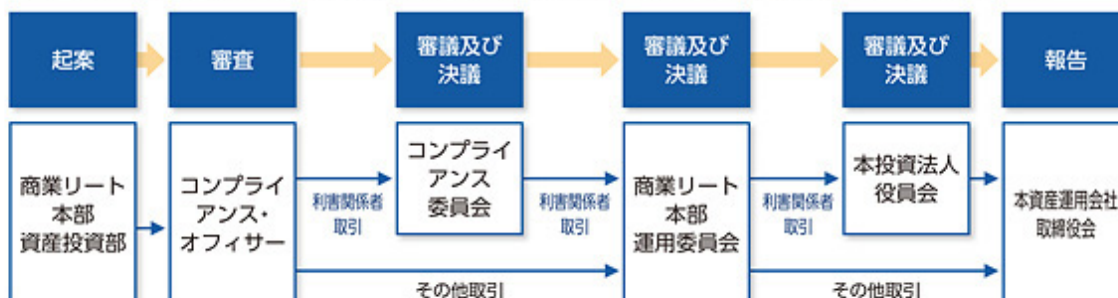 起案
審査
審議及び
決議
審議及び
決議
審議及び
決議
報告
商業リート
本部
資産投資部
コンプライ
アンス・
オフィサー
利害関係者
取引
コンプライ
アンス
委員会
利害関係者
取引
商業リート
本部
運用委員会
利害関係者
取引
本投資法人
役員会
本資産運用会社
取締役会
その他取引
その他取引